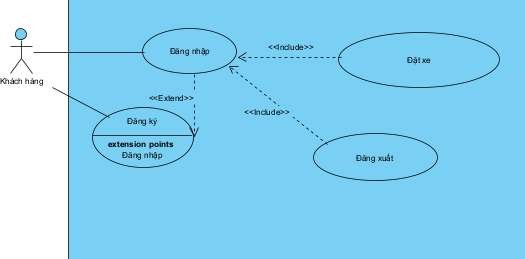 Đăng nhập
<<Include>>
Đặt xe
Khách hàng
<<Extend>>
<<Include>>
Đăng ký
extension points
Đăng nhập
Đăng xuất